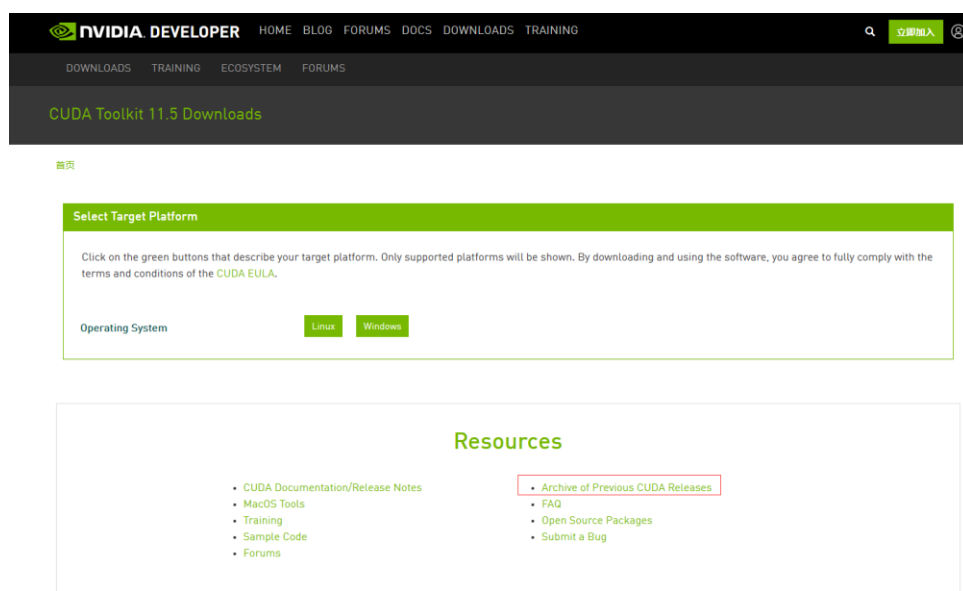 NVIDIA. DEVELOPER HOME BLOG FORUMS DOCS DOWNLOADS TRAINING 立即加入
DOWNLOADS TRAINING ECOSYSTEM FORUMS
CUDA Toolkit 11.5 Downloads
首页
Select Target Platform
Click on the green buttons that describe your target platform. Only supported platforms will be shown. By downloading and using the software, you agree to fully comply with the
terms and conditions of the CUDA EULA.
Operating System Linux Windows
Resources
• CUDA Documentation/Release Notes
• MacOS Tools
• Training
• Sample Code
• Forums
• Archive of Previous CUDA Releases
• FAQ
• Open Source Packages
• Submit a Bug